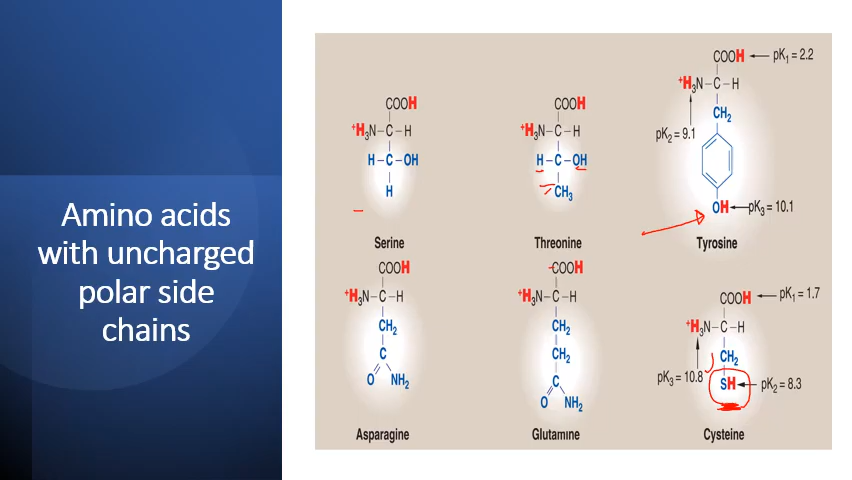 Amino acids
with uncharged
polar side
chains
COOH
⁺H₃N–C–H
H–C–OH
H
Serine
COOH
⁺H₃N–C–H
H–C–OH
CH₃
Threonine
COOH ← pK₁ = 2.2
⁺H₃N–C–H
CH₂
pK₂ = 9.1
OH ← pK₃ = 10.1
Tyrosine
COOH
⁺H₃N–C–H
CH₂
C
O NH₂
Asparagine
COOH
⁺H₃N–C–H
CH₂
CH₂
C
O NH₂
Glutamine
COOH ← pK₁ = 1.7
⁺H₃N–C–H
CH₂
pK₃ = 10.8
SH ← pK₂ = 8.3
Cysteine